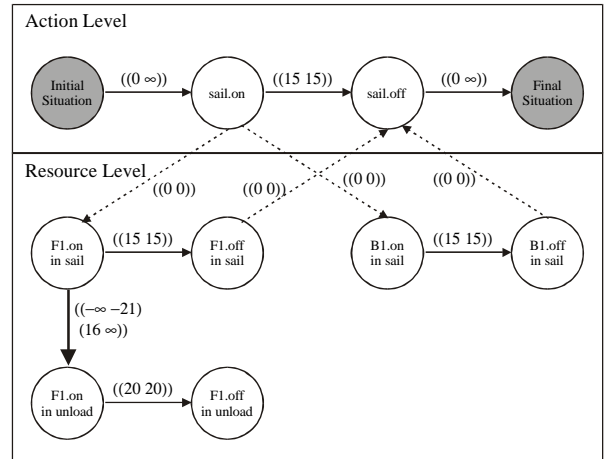 Action Level
Initial
Situation
((0 ∞))
sail.on
((15 15))
sail.off
((0 ∞))
Final
Situation
Resource Level
((0 0))
((0 0))
((0 0))
((0 0))
F1.on
in sail
((15 15))
F1.off
in sail
B1.on
in sail
((15 15))
B1.off
in sail
((−∞ −21)
(16 ∞))
F1.on
in unload
((20 20))
F1.off
in unload